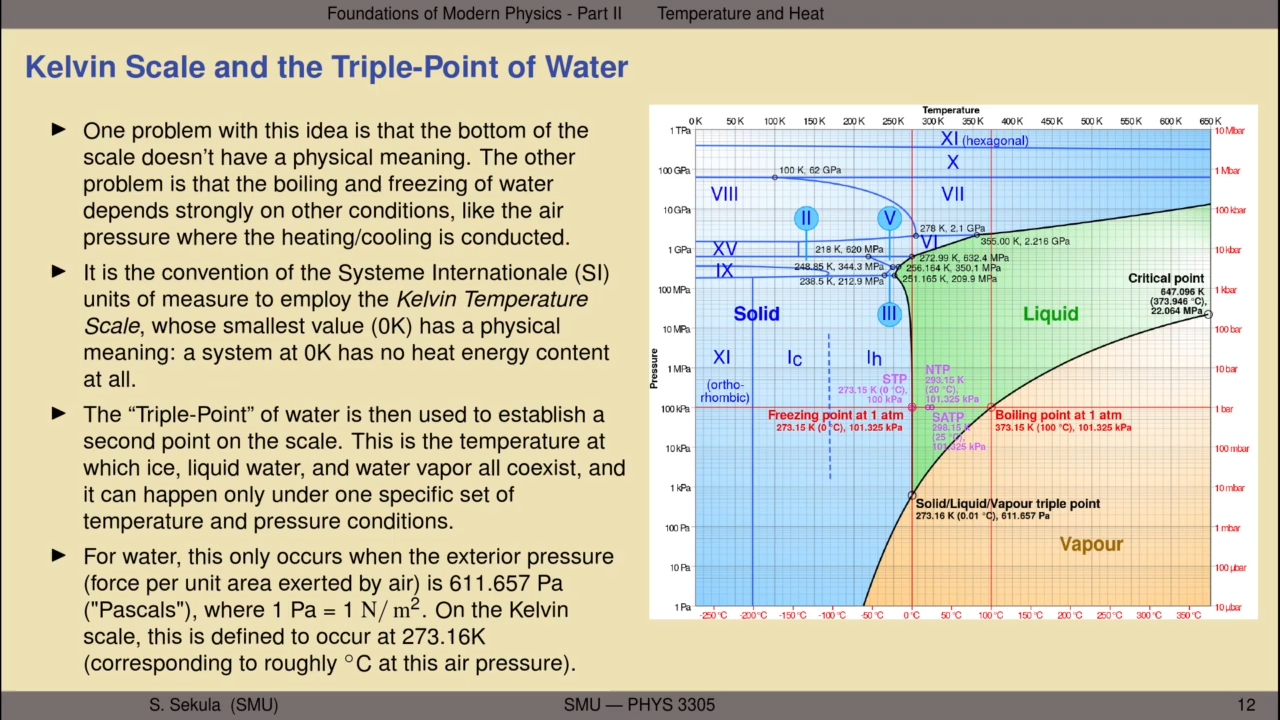 Foundations of Modern Physics - Part II Temperature and Heat
Kelvin Scale and the Triple-Point of Water
► One problem with this idea is that the bottom of the
scale doesn't have a physical meaning. The other
problem is that the boiling and freezing of water
depends strongly on other conditions, like the air
pressure where the heating/cooling is conducted.
► It is the convention of the Systeme Internationale (SI)
units of measure to employ the Kelvin Temperature
Scale, whose smallest value (0K) has a physical
meaning: a system at 0K has no heat energy content
at all.
► The “Triple-Point” of water is then used to establish a
second point on the scale. This is the temperature at
which ice, liquid water, and water vapor all coexist, and
it can happen only under one specific set of
temperature and pressure conditions.
► For water, this only occurs when the exterior pressure
(force per unit area exerted by air) is 611.657 Pa
("Pascals"), where 1 Pa = 1 N/m². On the Kelvin
scale, this is defined to occur at 273.16K
(corresponding to roughly °C at this air pressure).
Temperature
0 K 50 K 100 K 150 K 200 K 250 K 300 K 350 K 400 K 450 K 500 K 550 K 600 K 650 K
1 TPa 10 Mbar
XI (hexagonal)
X
100 GPa 100 K, 62 GPa 1 Mbar
VIII VII
10 GPa II V 100 kbar
278 K, 2.1 GPa
VI 355.00 K, 2.216 GPa
1 GPa XV 218 K, 620 MPa 10 kbar
272.99 K, 632.4 MPa
IX 248.85 K, 344.3 MPa 256.164 K, 350.1 MPa
238.5 K, 212.9 MPa 251.165 K, 209.9 MPa
100 MPa 1 kbar
Critical point
647.096 K
(373.946 °C),
22.064 MPa
Solid III Liquid
10 MPa 100 bar
XI Ic Ih
(ortho-
rhombic)
1 MPa 10 bar
Pressure
STP
273.15 K (0 °C),
100 kPa
NTP
293.15 K
(20 °C),
101.325 kPa
100 kPa 1 bar
Freezing point at 1 atm
273.15 K (0 °C), 101.325 kPa
SATP
298.15 K
(25 °C),
101.325 kPa
Boiling point at 1 atm
373.15 K (100 °C), 101.325 kPa
10 kPa 100 mbar
1 kPa 10 mbar
Solid/Liquid/Vapour triple point
273.16 K (0.01 °C), 611.657 Pa
100 Pa 1 mbar
Vapour
10 Pa 100 µbar
1 Pa 10 µbar
-250 °C -200 °C -150 °C -100 °C -50 °C 0 °C 50 °C 100 °C 150 °C 200 °C 250 °C 300 °C 350 °C
S. Sekula (SMU) SMU — PHYS 3305 12